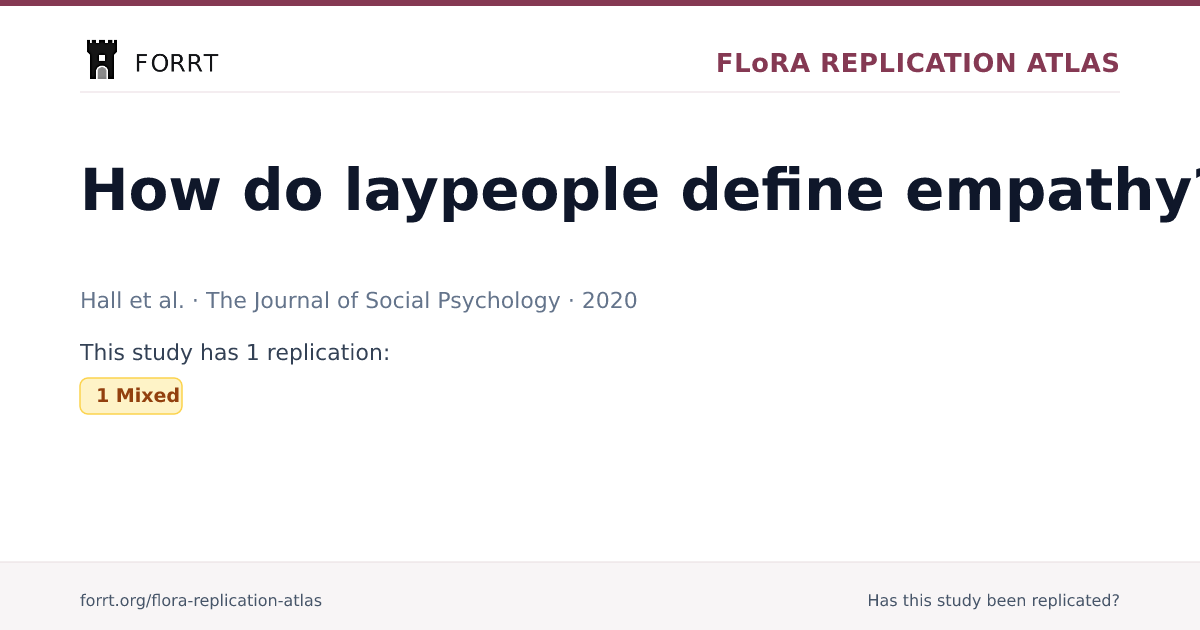 FORRT
FLoRA REPLICATION ATLAS
How do laypeople define empathy?
Hall et al. · The Journal of Social Psychology · 2020
This study has 1 replication:
1 Mixed
forrt.org/flora-replication-atlas
Has this study been replicated?